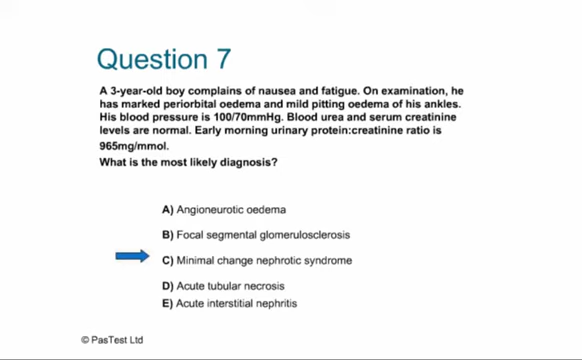 Question 7
A 3-year-old boy complains of nausea and fatigue. On examination, he
has marked periorbital oedema and mild pitting oedema of his ankles.
His blood pressure is 100/70mmHg. Blood urea and serum creatinine
levels are normal. Early morning urinary protein:creatinine ratio is
965mg/mmol.
What is the most likely diagnosis?
A) Angioneurotic oedema
B) Focal segmental glomerulosclerosis
C) Minimal change nephrotic syndrome
D) Acute tubular necrosis
E) Acute interstitial nephritis
© PasTest Ltd